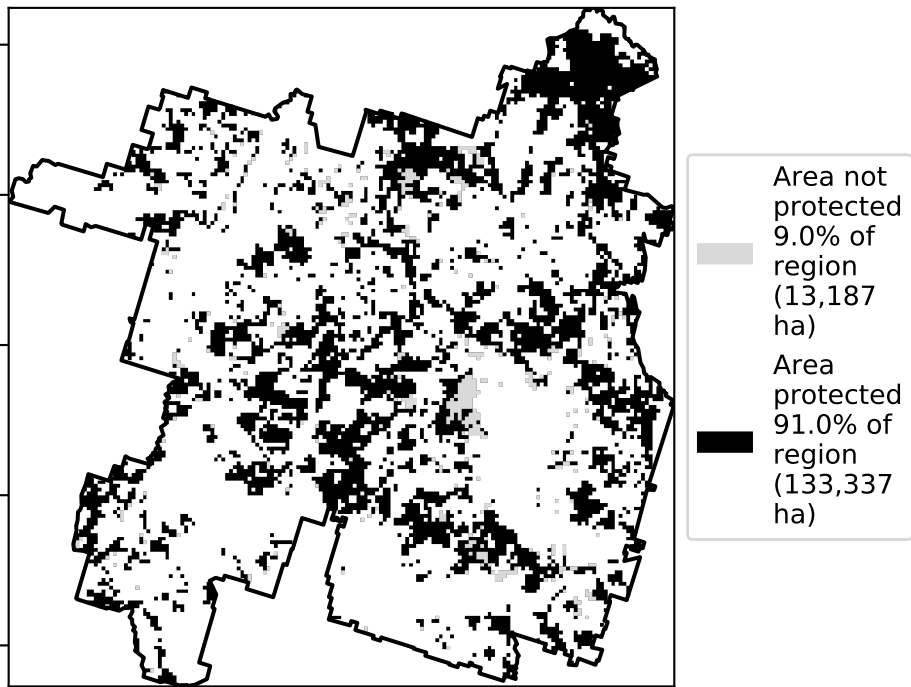 Area not
protected
9.0% of
region
(13,187
ha)
Area
protected
91.0% of
region
(133,337
ha)